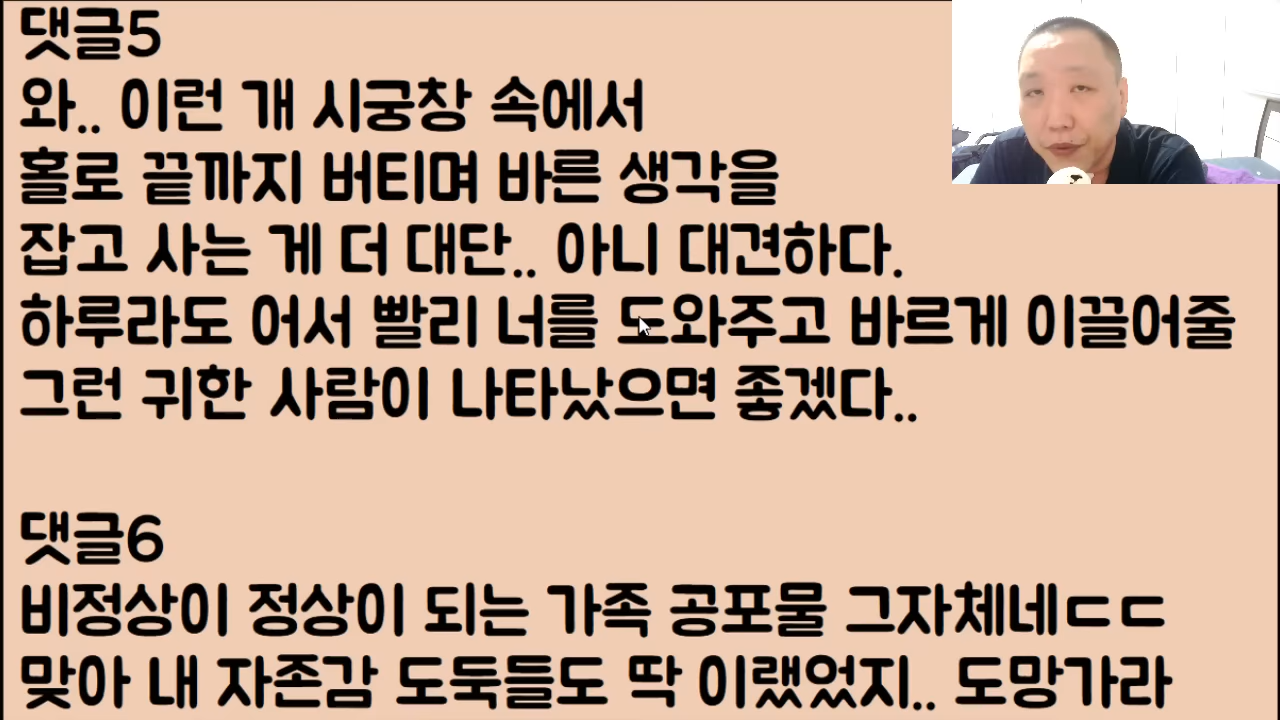 댓글5
와.. 이런 개 시궁창 속에서
홀로 끝까지 버티며 바른 생각을
잡고 사는 게 더 대단.. 아니 대견하다.
하루라도 어서 빨리 너를 도와주고 바르게 이끌어줄
그런 귀한 사람이 나타났으면 좋겠다..
댓글6
비정상이 정상이 되는 가족 공포물 그자체네ㄷㄷ
맞아 내 자존감 도둑들도 딱 이랬었지.. 도망가라